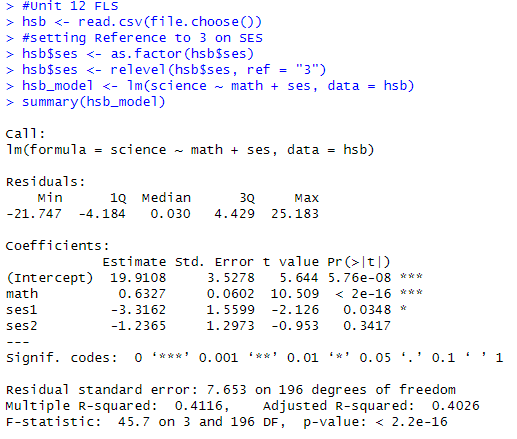 > #Unit 12 FLS
> hsb <- read.csv(file.choose())
> #setting Reference to 3 on SES
> hsb$ses <- as.factor(hsb$ses)
> hsb$ses <- relevel(hsb$ses, ref = "3")
> hsb_model <- lm(science ~ math + ses, data = hsb)
> summary(hsb_model)

Call:
lm(formula = science ~ math + ses, data = hsb)

Residuals:
    Min      1Q  Median      3Q     Max
-21.747  -4.184   0.030   4.429  25.183

Coefficients:
            Estimate Std. Error t value Pr(>|t|)
(Intercept)  19.9108     3.5278   5.644 5.76e-08 ***
math          0.6327     0.0602  10.509  < 2e-16 ***
ses1         -3.3162     1.5599  -2.126   0.0348 *
ses2         -1.2365     1.2973  -0.953   0.3417
---
Signif. codes:  0 ‘***’ 0.001 ‘**’ 0.01 ‘*’ 0.05 ‘.’ 0.1 ‘ ’ 1

Residual standard error: 7.653 on 196 degrees of freedom
Multiple R-squared:  0.4116,	Adjusted R-squared:  0.4026
F-statistic:  45.7 on 3 and 196 DF,  p-value: < 2.2e-16